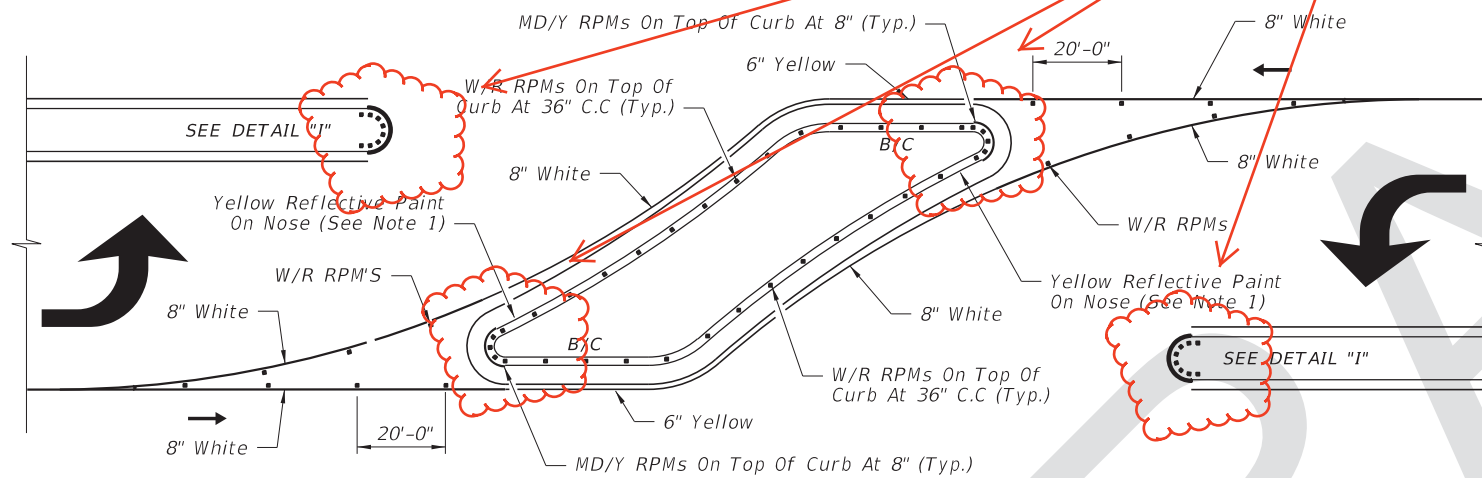 MD/Y RPMs On Top Of Curb At 8" (Typ.)
8" White
20'-0"
6" Yellow
W/R RPMs On Top Of
Curb At 36" C.C (Typ.)
SEE DETAIL "I"
B/C
8" White
8" White
Yellow Reflective Paint
On Nose (See Note 1)
W/R RPMs
W/R RPM'S
Yellow Reflective Paint
On Nose (See Note 1)
8" White
8" White
B/C
SEE DETAIL "I"
W/R RPMs On Top Of
Curb At 36" C.C (Typ.)
6" Yellow
20'-0"
8" White
MD/Y RPMs On Top Of Curb At 8" (Typ.)